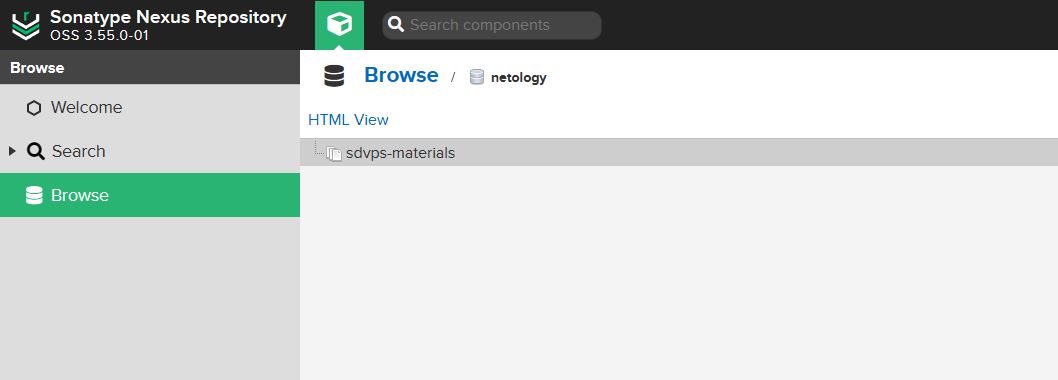 Sonatype Nexus Repository
OSS 3.55.0-01
Search components
Browse
Welcome
Search
Browse
Browse / netology
HTML View
sdvps-materials